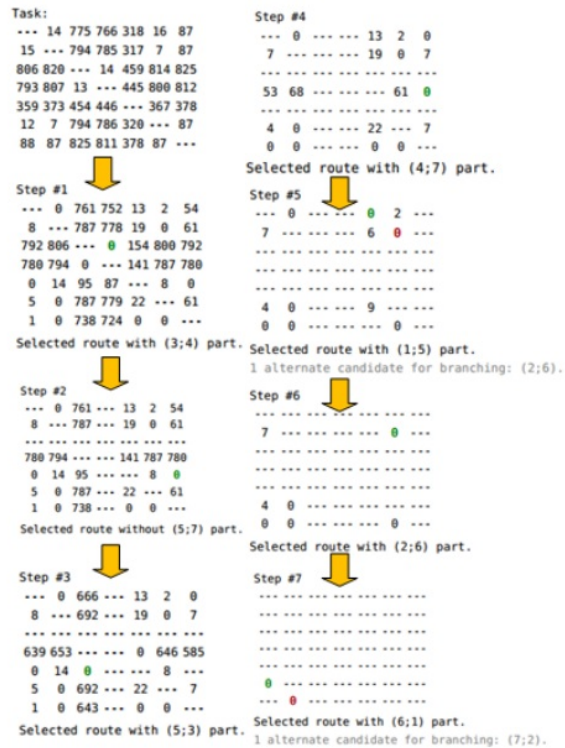 Task:
--- 14 775 766 318 16 87
15 --- 794 785 317 7 87
806 820 --- 14 459 814 825
793 807 13 --- 445 800 812
359 373 454 446 --- 367 378
12 7 794 786 320 --- 87
88 87 825 811 378 87 ---
Step #1
--- 0 761 752 13 2 54
8 --- 787 778 19 0 61
792 806 --- 0 154 800 792
780 794 0 --- 141 787 780
0 14 95 87 --- 8 0
5 0 787 779 22 --- 61
1 0 738 724 0 0 ---
Selected route with (3;4) part.
Step #2
--- 0 761 --- 13 2 54
8 --- 787 --- 19 0 61
--- --- --- --- --- --- ---
780 794 --- --- 141 787 780
0 14 95 --- --- 8 0
5 0 787 --- 22 --- 61
1 0 738 --- 0 0 ---
Selected route without (5;7) part.
Step #3
--- 0 666 --- 13 2 0
8 --- 692 --- 19 0 7
--- --- --- --- --- --- ---
639 653 --- --- 0 646 585
0 14 0 --- --- 8 ---
5 0 692 --- 22 --- 7
1 0 643 --- 0 0 ---
Selected route with (5;3) part.
Step #4
--- 0 --- --- 13 2 0
7 --- --- --- 19 0 7
--- --- --- --- --- --- ---
53 68 --- --- --- 61 0
--- --- --- --- --- --- ---
4 0 --- --- 22 --- 7
0 0 --- --- 0 0 ---
Selected route with (4;7) part.
Step #5
--- 0 --- --- 0 2 ---
7 --- --- --- 6 0 ---
--- --- --- --- --- --- ---
--- --- --- --- --- --- ---
--- --- --- --- --- --- ---
4 0 --- --- 9 --- ---
0 0 --- --- --- 0 ---
Selected route with (1;5) part.
1 alternate candidate for branching: (2;6).
Step #6
--- --- --- --- --- --- ---
7 --- --- --- --- 0 ---
--- --- --- --- --- --- ---
--- --- --- --- --- --- ---
--- --- --- --- --- --- ---
4 0 --- --- --- --- ---
0 0 --- --- --- 0 ---
Selected route with (2;6) part.
Step #7
--- --- --- --- --- --- ---
--- --- --- --- --- --- ---
--- --- --- --- --- --- ---
--- --- --- --- --- --- ---
--- --- --- --- --- --- ---
0 --- --- --- --- --- ---
--- 0 --- --- --- --- ---
Selected route with (6;1) part.
1 alternate candidate for branching: (7;2).